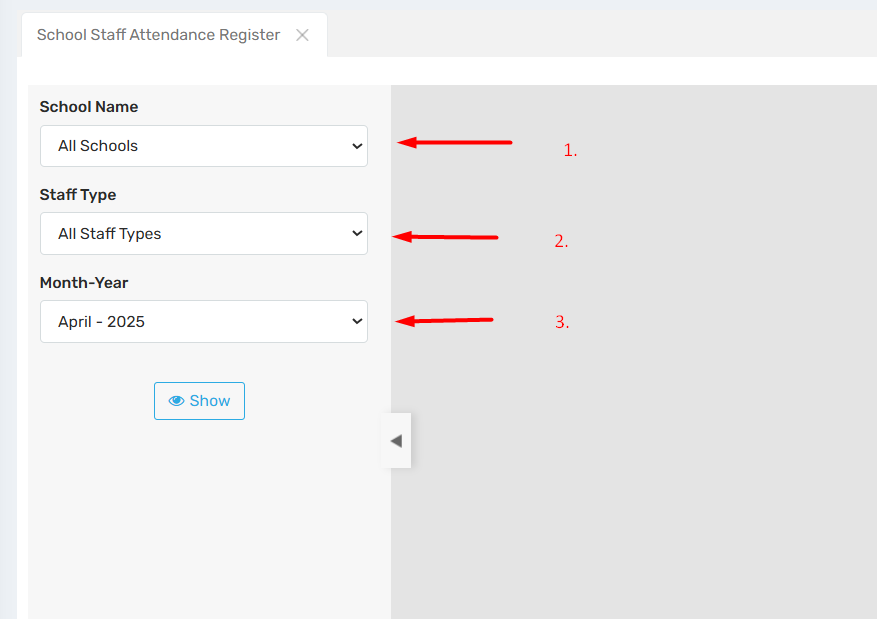 School Staff Attendance Register
School Name
All Schools
1.
Staff Type
All Staff Types
2.
Month-Year
April - 2025
3.
Show